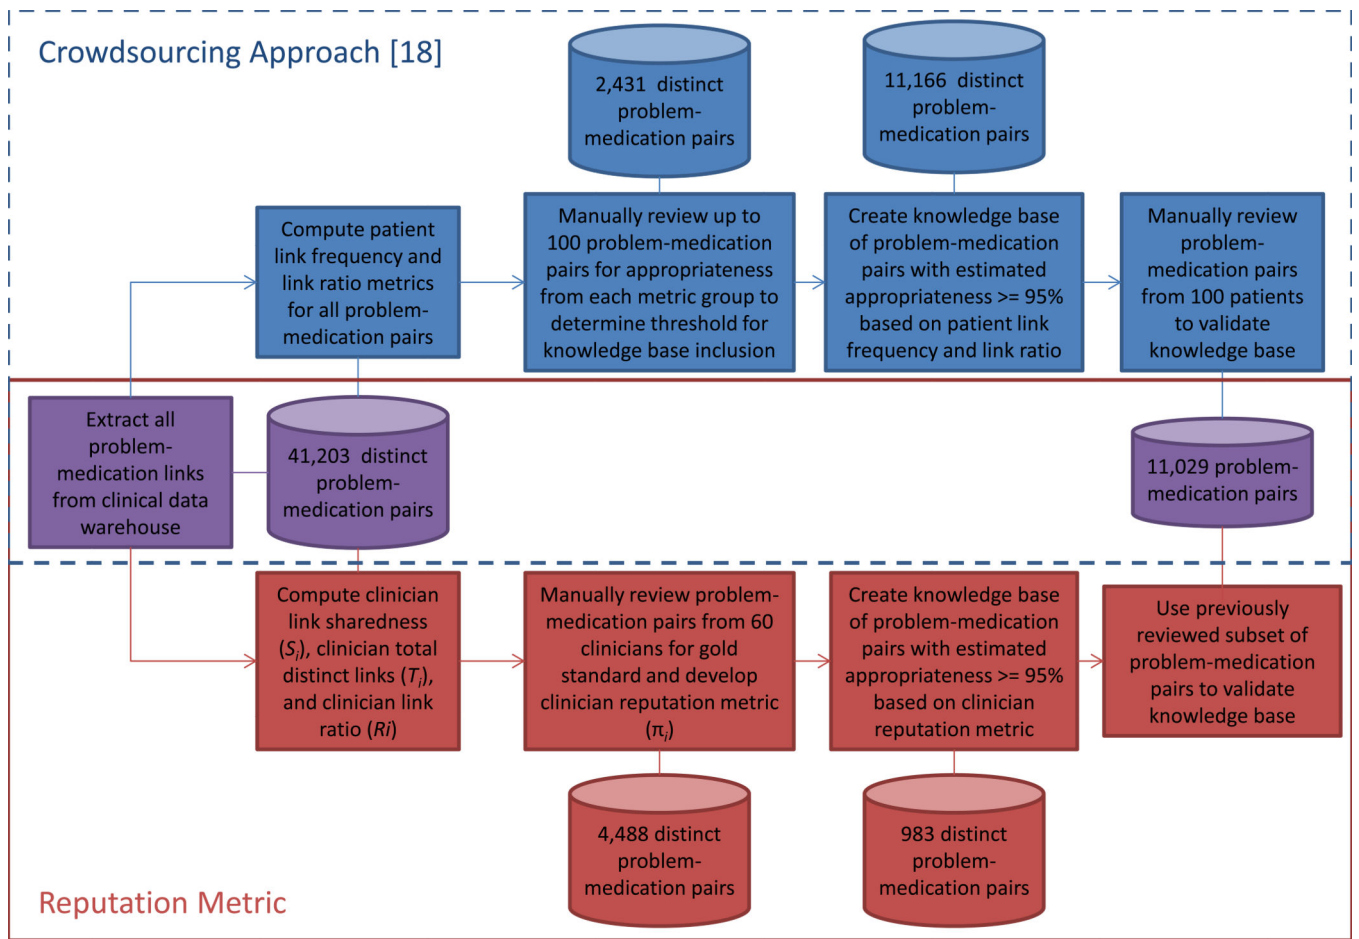 Crowdsourcing Approach [18]
2,431 distinct
problem-
medication pairs
11,166 distinct
problem-
medication pairs
Compute patient
link frequency and
link ratio metrics
for all problem-
medication pairs
Manually review up to
100 problem-medication
pairs for appropriateness
from each metric group to
determine threshold for
knowledge base inclusion
Create knowledge base
of problem-medication
pairs with estimated
appropriateness >= 95%
based on patient link
frequency and link ratio
Manually review
problem-
medication pairs
from 100 patients
to validate
knowledge base
Extract all
problem-
medication links
from clinical data
warehouse
41,203 distinct
problem-
medication pairs
11,029 problem-
medication pairs
Compute clinician
link sharedness
(Si), clinician total
distinct links (Ti),
and clinician link
ratio (Ri)
Manually review problem-
medication pairs from 60
clinicians for gold
standard and develop
clinician reputation metric
(πi)
Create knowledge base
of problem-medication
pairs with estimated
appropriateness >= 95%
based on clinician
reputation metric
Use previously
reviewed subset of
problem-medication
pairs to validate
knowledge base
4,488 distinct
problem-
medication pairs
983 distinct
problem-
medication pairs
Reputation Metric